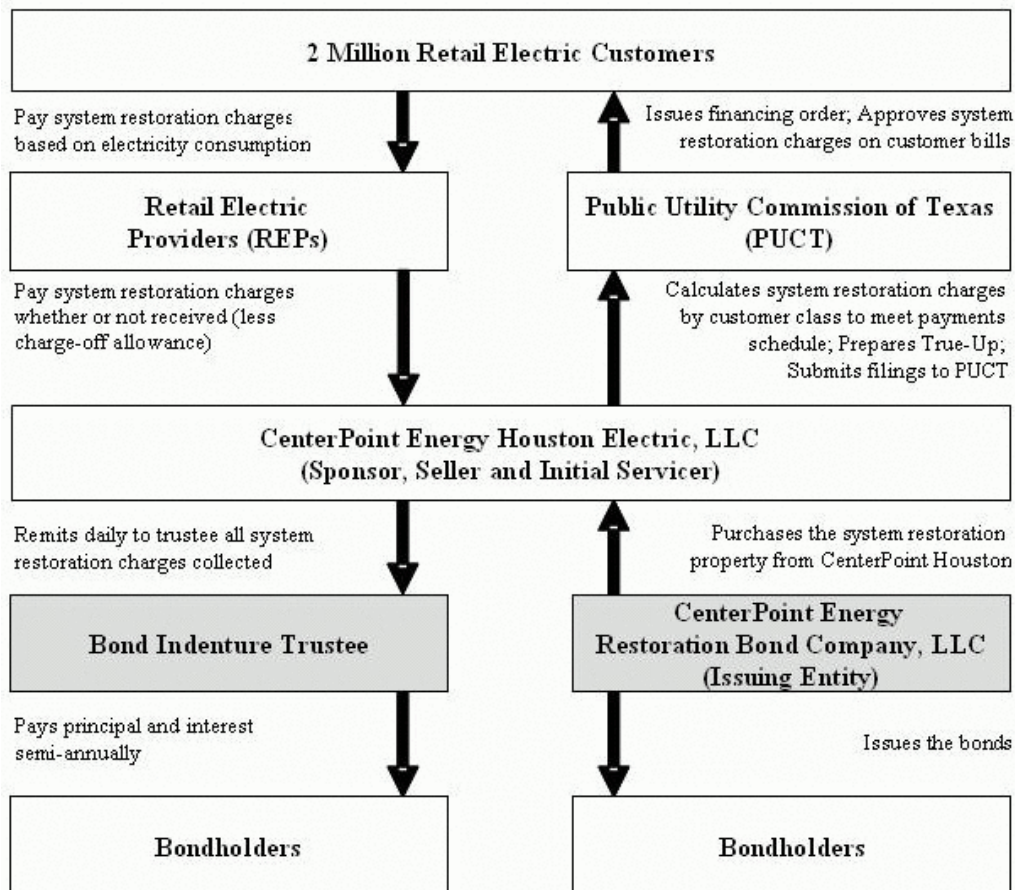 2 Million Retail Electric Customers
Pay system restoration charges
based on electricity consumption
Issues financing order; Approves system
restoration charges on customer bills
Retail Electric
Providers (REPs)
Public Utility Commission of Texas
(PUCT)
Pay system restoration charges
whether or not received (less
charge-off allowance)
Calculates system restoration charges
by customer class to meet payments
schedule; Prepares True-Up;
Submits filings to PUCT
CenterPoint Energy Houston Electric, LLC
(Sponsor, Seller and Initial Servicer)
Remits daily to trustee all system
restoration charges collected
Purchases the system restoration
property from CenterPoint Houston
Bond Indenture Trustee
CenterPoint Energy
Restoration Bond Company, LLC
(Issuing Entity)
Pays principal and interest
semi-annually
Issues the bonds
Bondholders
Bondholders